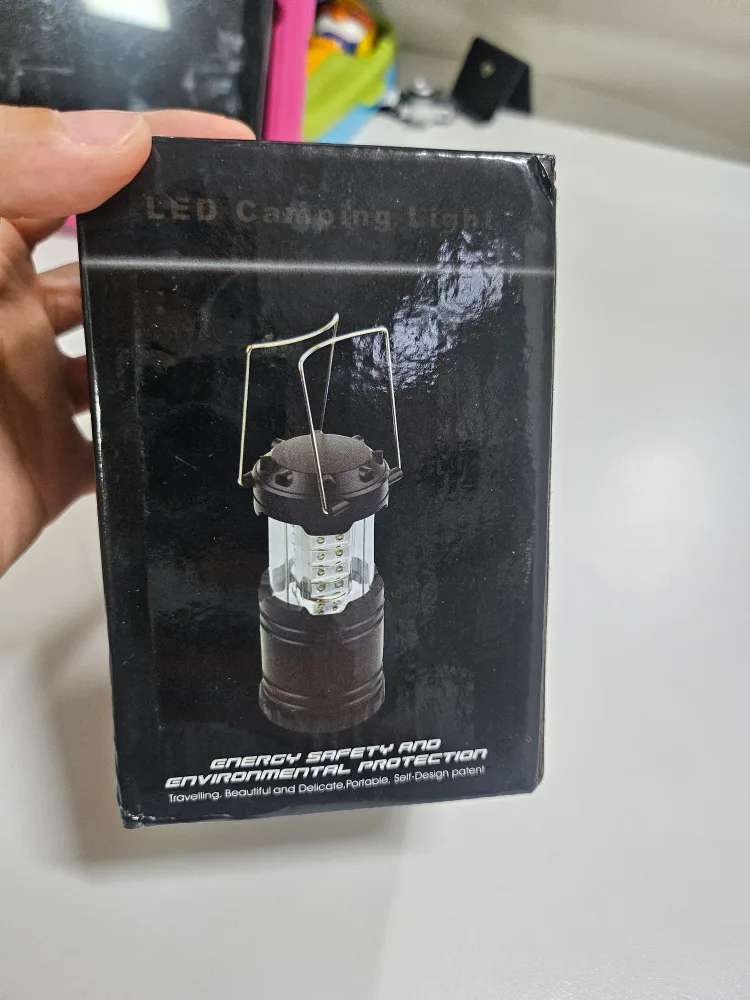 LED Camping Light
ENERGY SAFETY AND
ENVIRONMENTAL PROTECTION
Travelling, Beautiful and Delicate,Portable, Self-Design patent